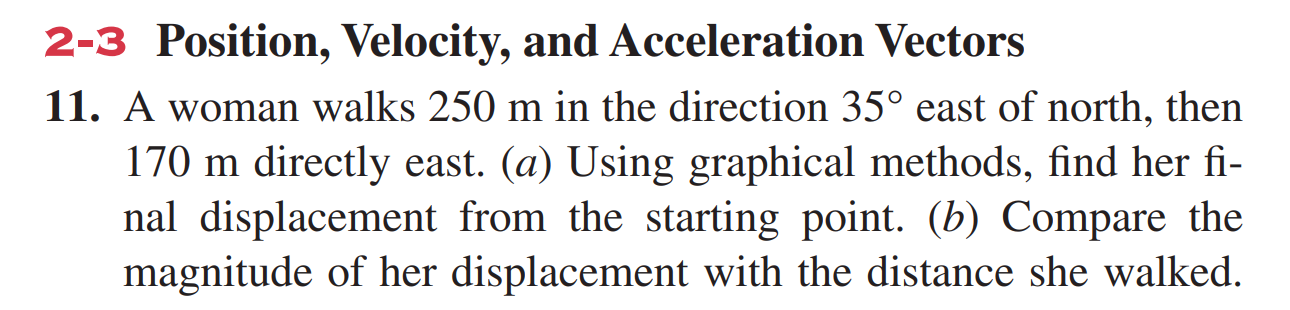 2-3 Position, Velocity, and Acceleration Vectors
11. A woman walks 250 m in the direction 35° east of north, then
170 m directly east. (a) Using graphical methods, find her fi-
nal displacement from the starting point. (b) Compare the
magnitude of her displacement with the distance she walked.